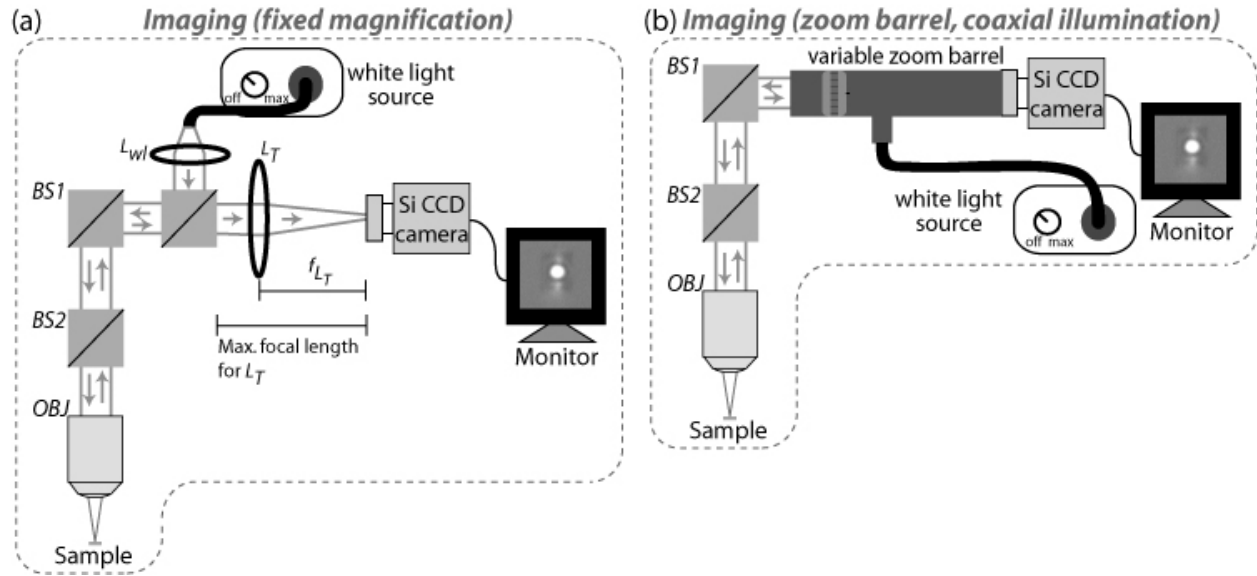 (a) Imaging (fixed magnification)
white light
source
off max
L_wl
L_T
BS1
Si CCD
camera
f_L_T
BS2
Max. focal length
for L_T
Monitor
OBJ
Sample
(b) Imaging (zoom barrel, coaxial illumination)
variable zoom barrel
BS1
Si CCD
camera
BS2
white light
source
off max
Monitor
OBJ
Sample